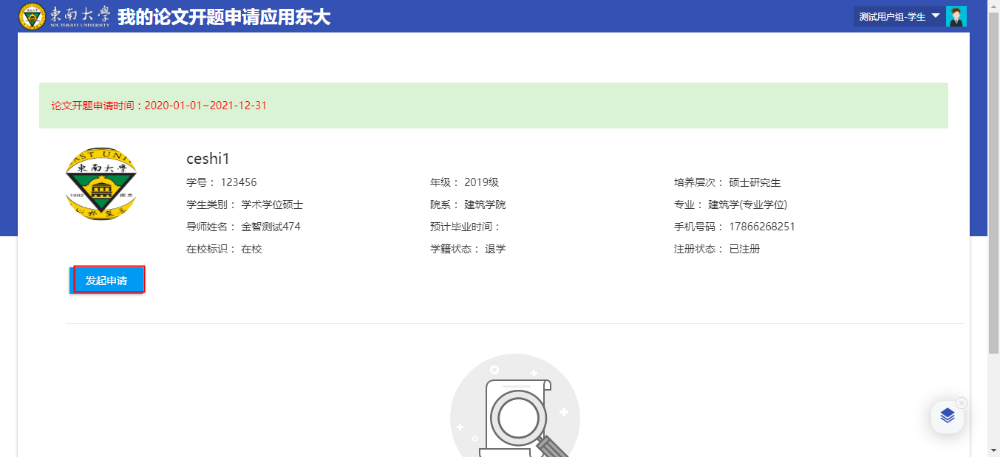 東南大學 我的论文开题申请应用东大 测试用户组-学生
SOUTHEAST UNIVERSITY
论文开题申请时间：2020-01-01~2021-12-31
ceshi1
学号： 123456 年级： 2019级 培养层次： 硕士研究生
学生类别： 学术学位硕士 院系： 建筑学院 专业： 建筑学(专业学位)
导师姓名： 金智测试474 预计毕业时间： 手机号码： 17866268251
在校标识： 在校 学籍状态： 退学 注册状态： 已注册
東南大學
1902 南京
发起申请